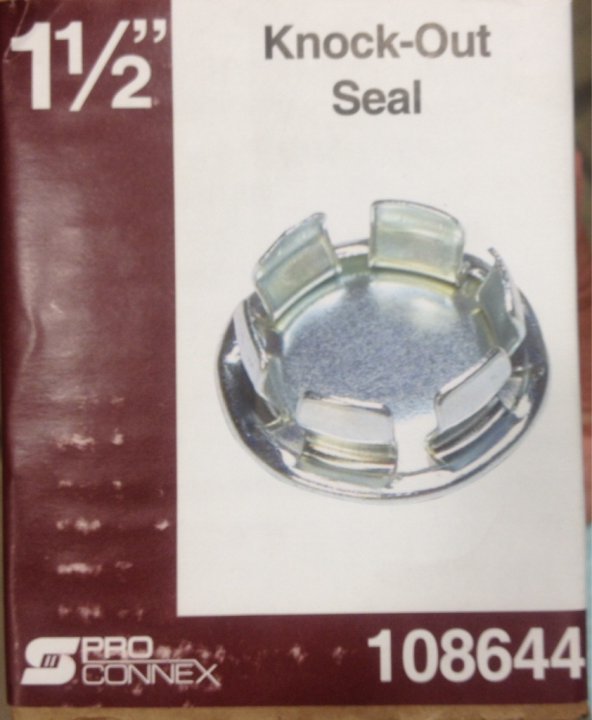 1½”
Knock-Out
Seal
PRO
CONNEX
108644